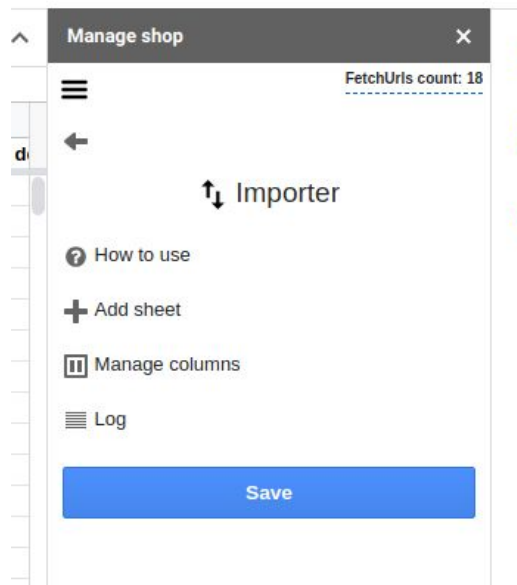 Manage shop
FetchUrls count: 18
Importer
How to use
Add sheet
Manage columns
Log
Save